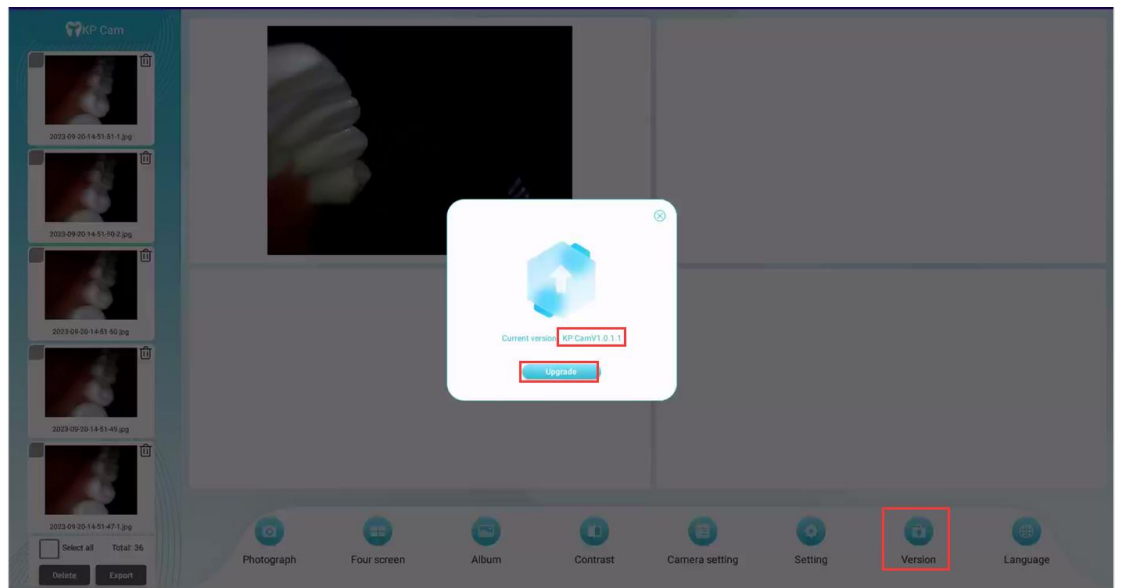 KP Cam
2023-09-20-14-51-51-1.jpg
2023-09-20-14-51-50-2.jpg
2023-09-20-14-51-50.jpg
2023-09-20-14-51-49.jpg
2023-09-20-14-51-47-1.jpg
Select all Total: 36
Delete Export
Current version KP CamV1.0.1.1
Upgrade
Photograph Four screen Album Contrast Camera setting Setting Version Language